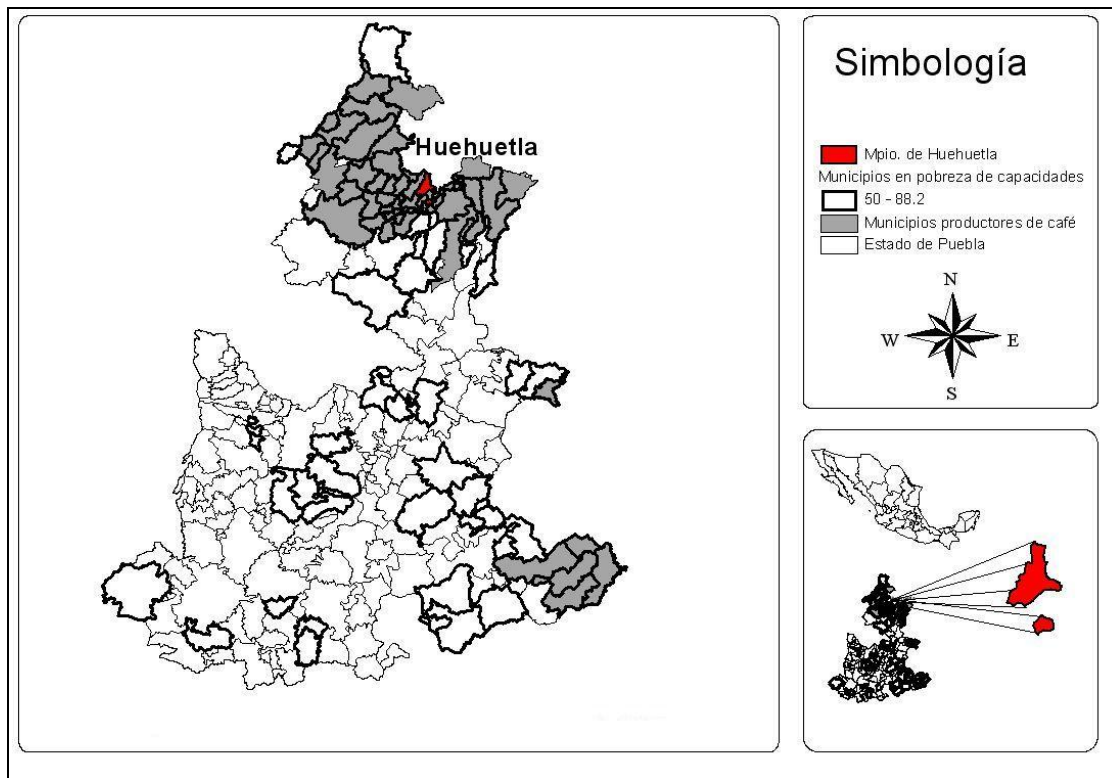 Huehuetla
Simbología
Mpio. de Huehuetla
Municipios en pobreza de capacidades
50 - 88.2
Municipios productores de café
Estado de Puebla
N
W E
S